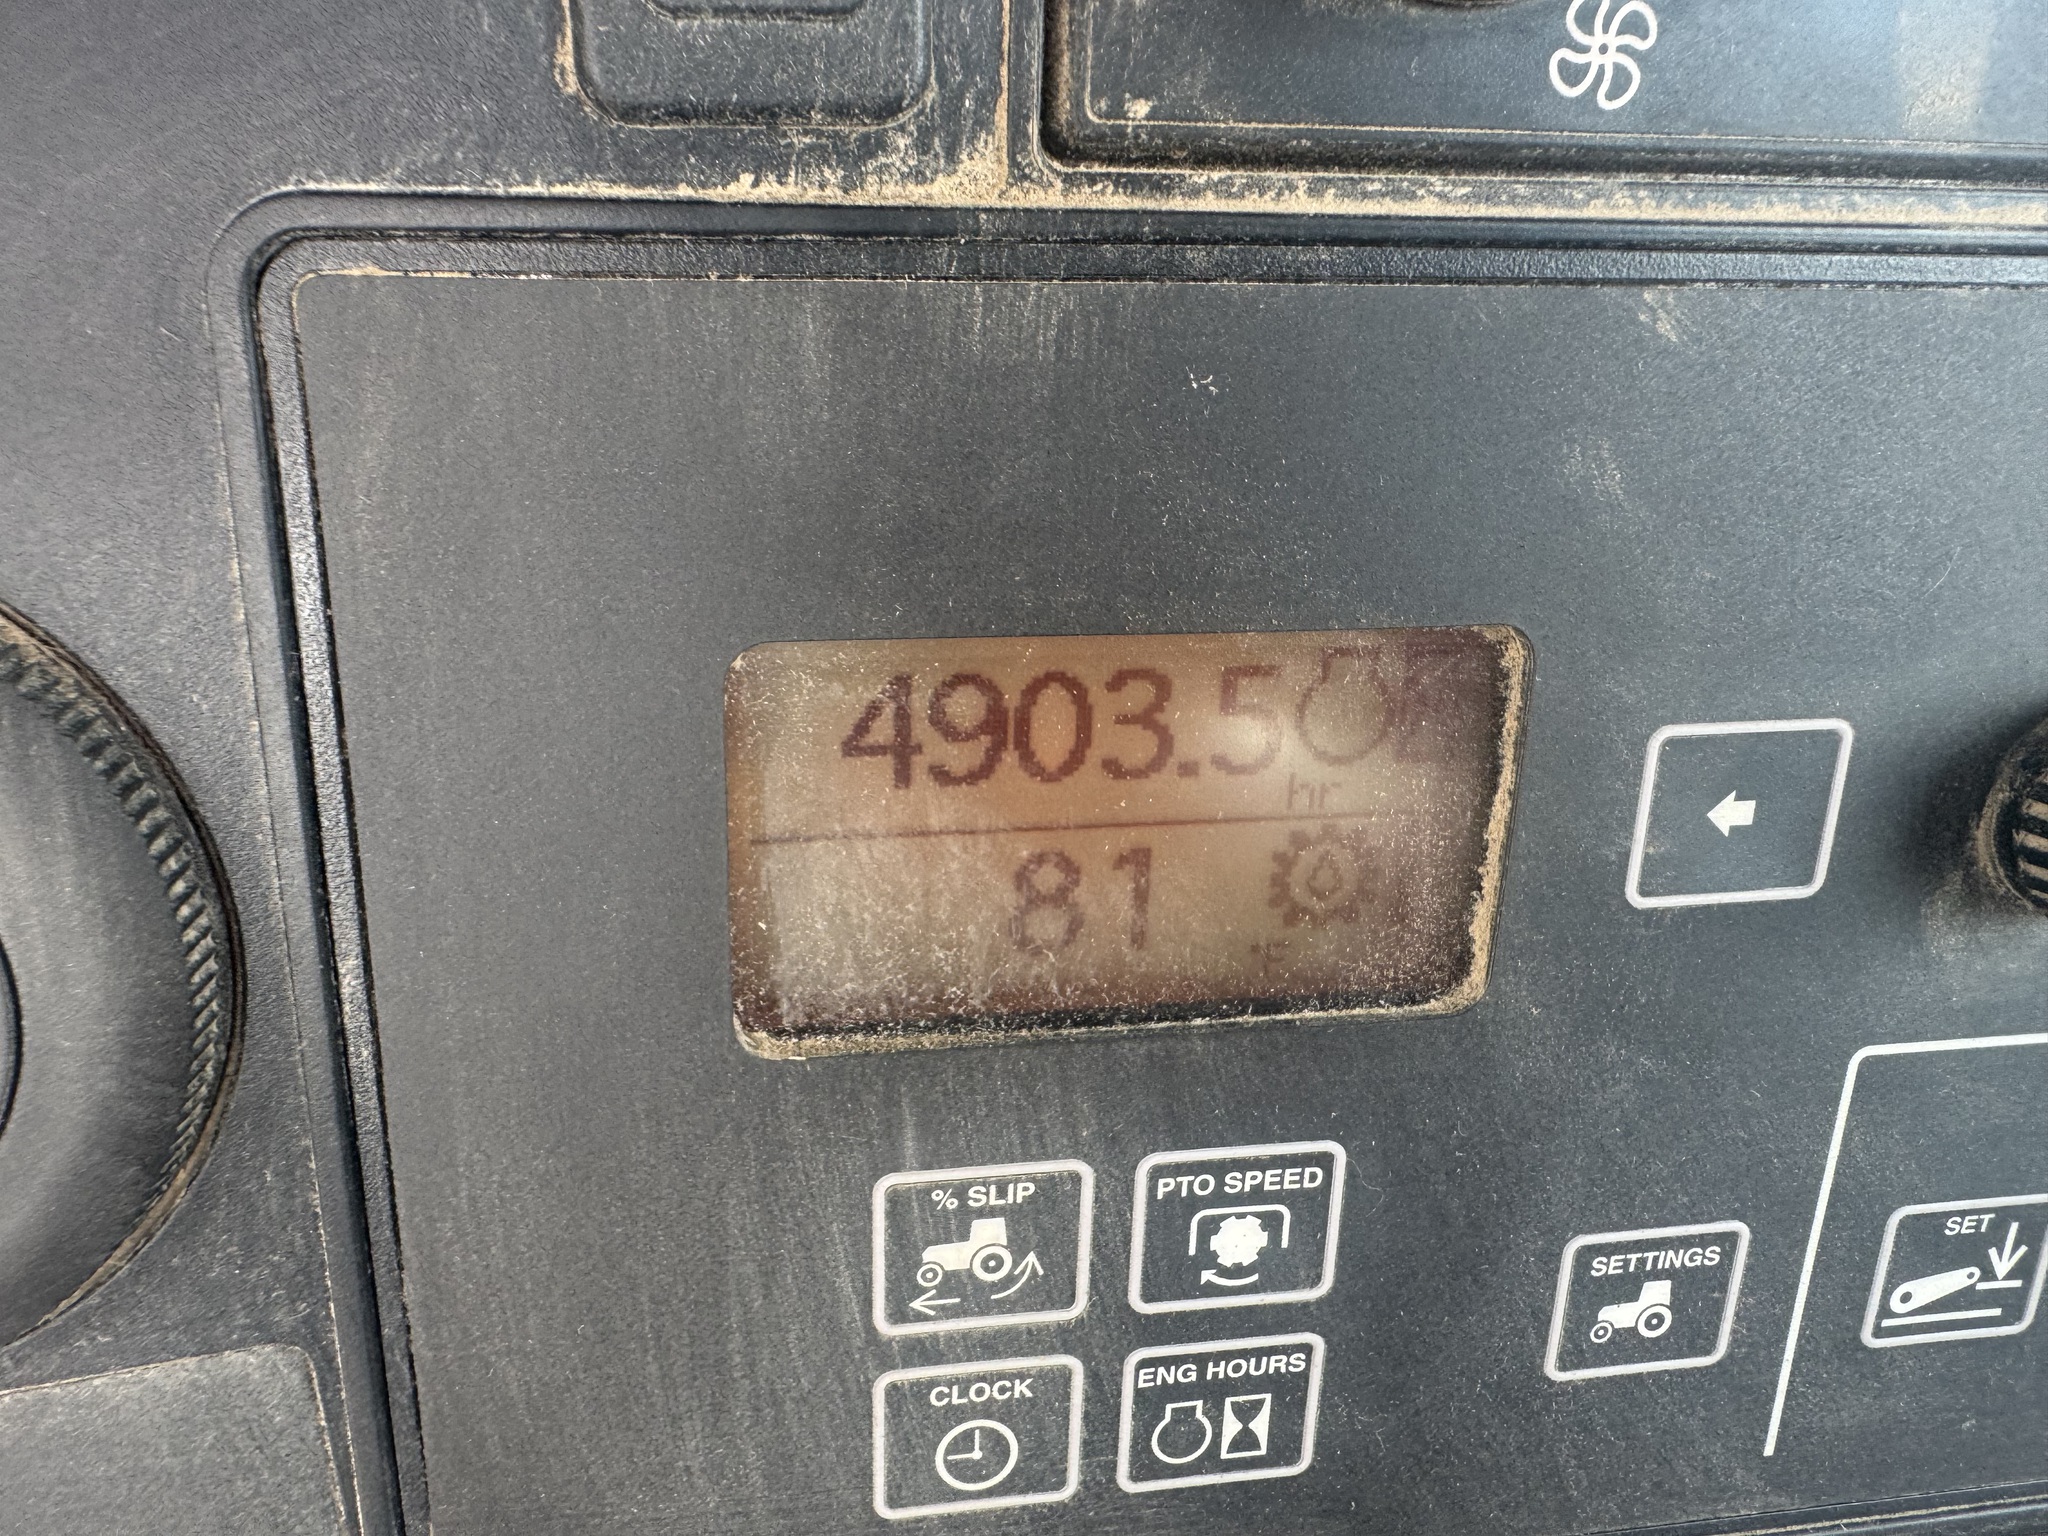 4903.5
hr
81
°F
% SLIP
PTO SPEED
SETTINGS
SET
CLOCK
ENG HOURS